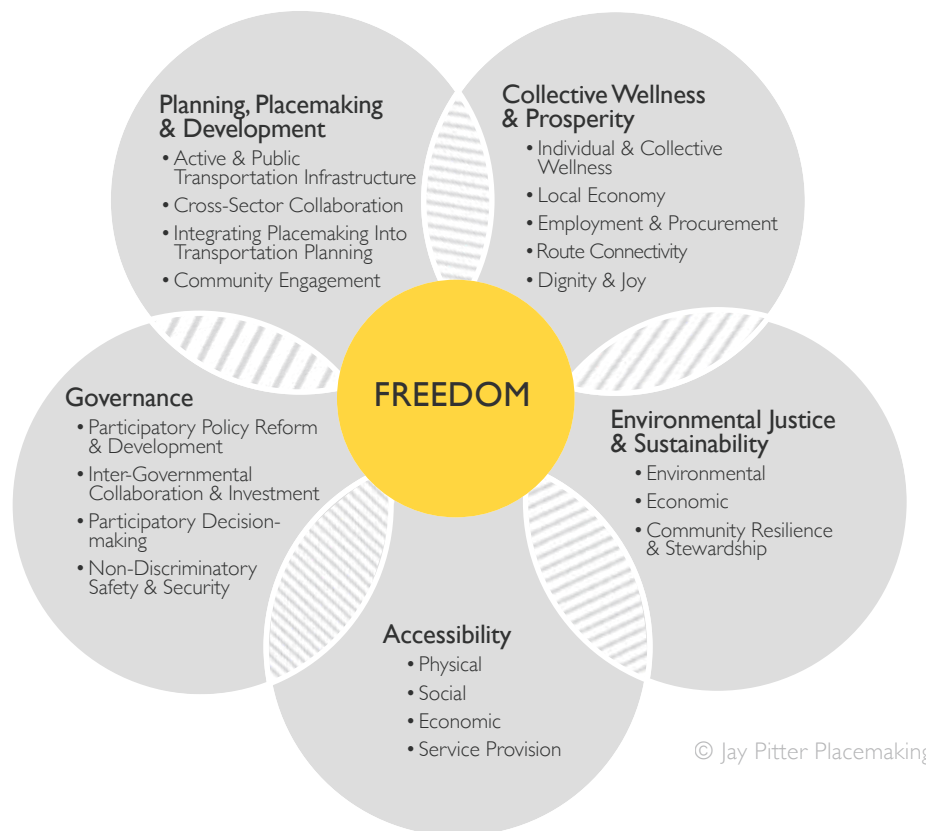 Planning, Placemaking
& Development
• Active & Public
Transportation Infrastructure
• Cross-Sector Collaboration
• Integrating Placemaking Into
Transportation Planning
• Community Engagement
Collective Wellness
& Prosperity
• Individual & Collective
Wellness
• Local Economy
• Employment & Procurement
• Route Connectivity
• Dignity & Joy
FREEDOM
Governance
• Participatory Policy Reform
& Development
• Inter-Governmental
Collaboration & Investment
• Participatory Decision-
making
• Non-Discriminatory
Safety & Security
Environmental Justice
& Sustainability
• Environmental
• Economic
• Community Resilience
& Stewardship
Accessibility
• Physical
• Social
• Economic
• Service Provision
© Jay Pitter Placemaking